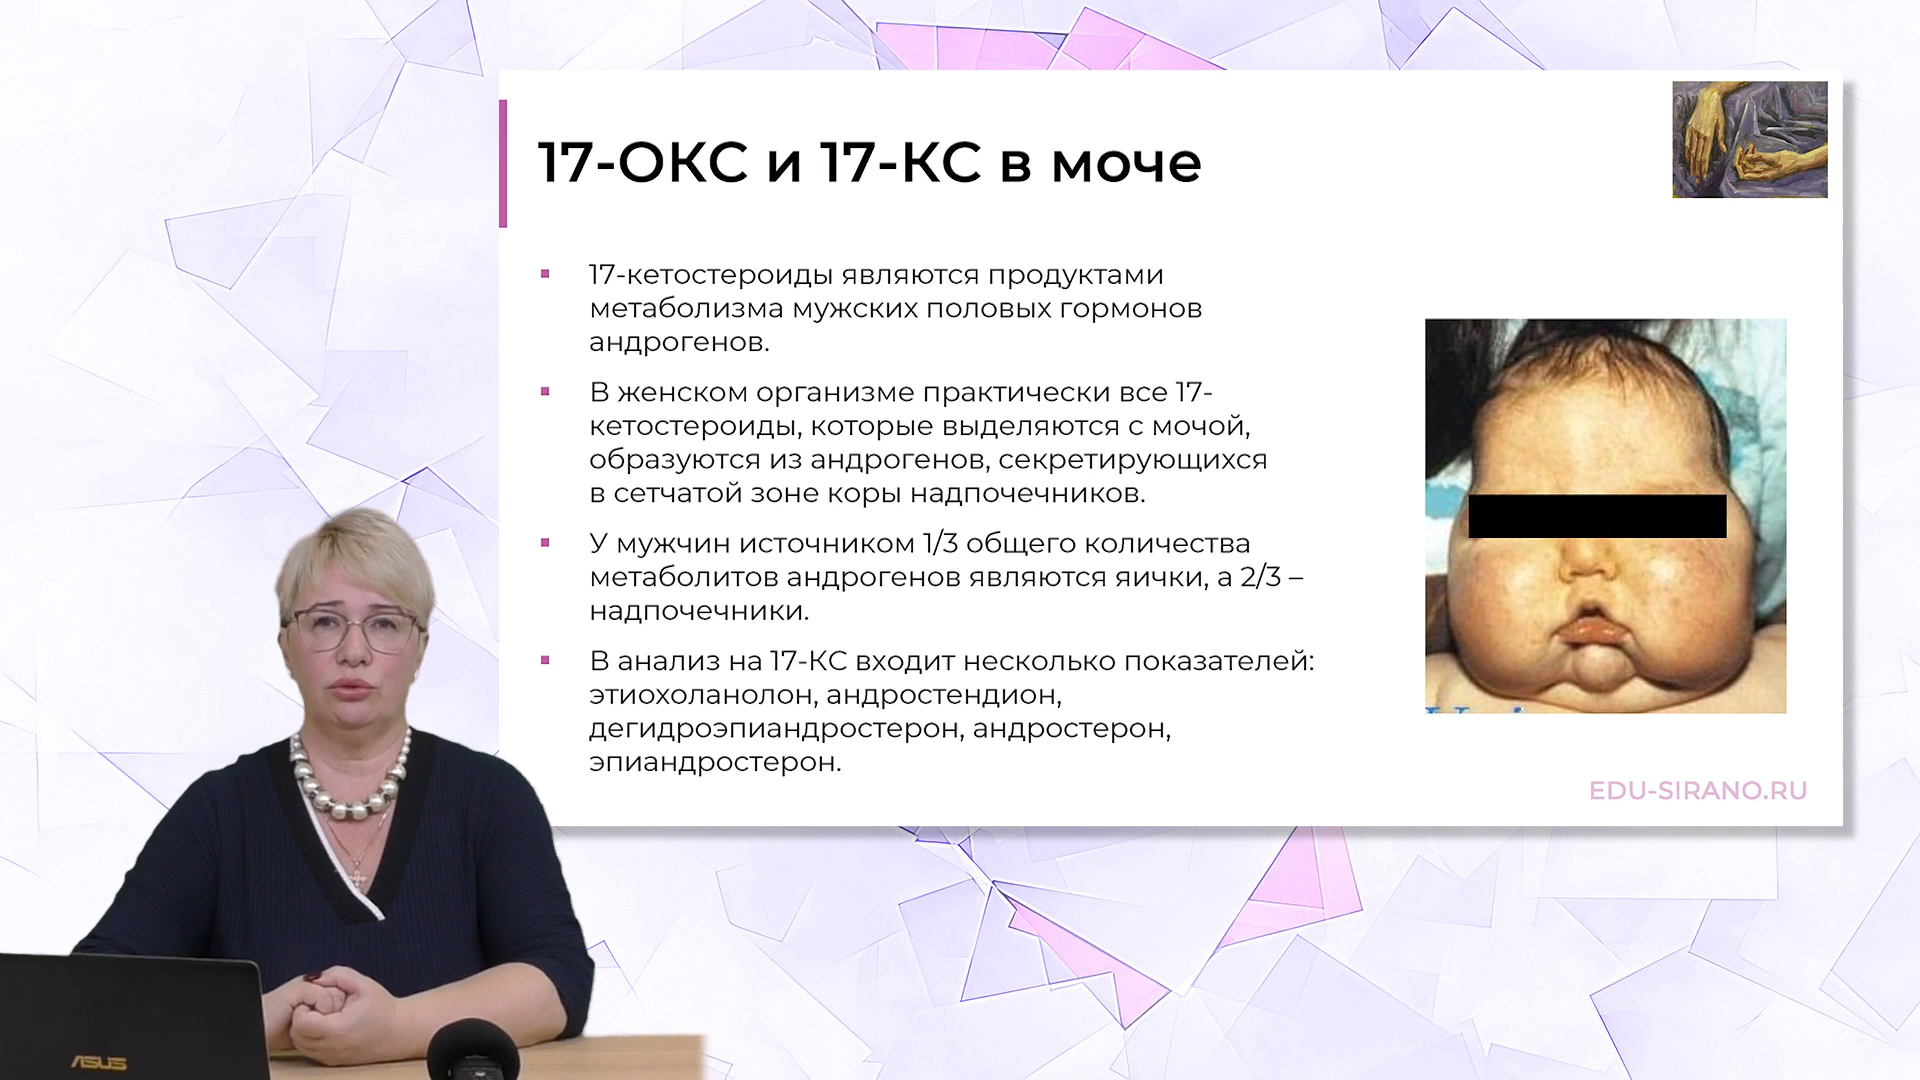 17-ОКС и 17-КС в моче
17-кетостероиды являются продуктами
метаболизма мужских половых гормонов
андрогенов.
В женском организме практически все 17-
кетостероиды, которые выделяются с мочой,
образуются из андрогенов, секретирующихся
в сетчатой зоне коры надпочечников.
У мужчин источником 1/3 общего количества
метаболитов андрогенов являются яички, а 2/3 –
надпочечники.
В анализ на 17-КС входит несколько показателей:
этиохоланолон, андростендион,
дегидроэпиандростерон, андростерон,
эпиандростерон.
EDU-SIRANO.RU
ASUS